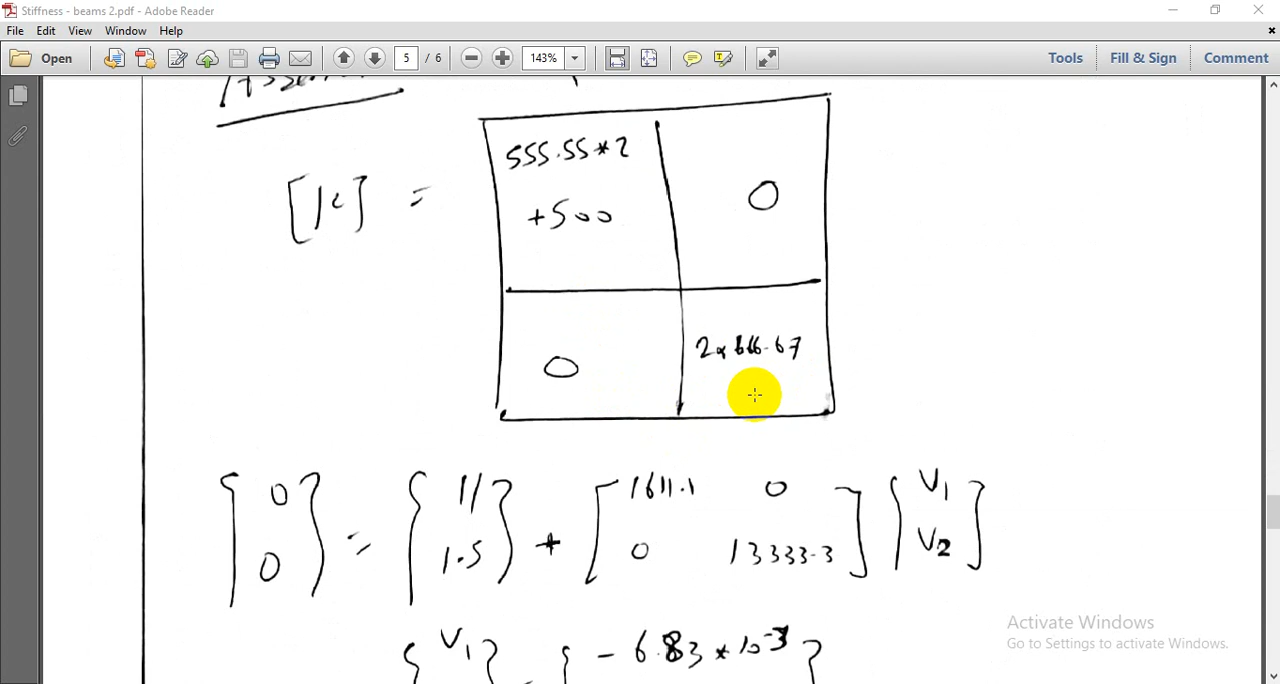 Stiffness - beams 2.pdf - Adobe Reader
File Edit View Window Help
Open 5 / 6 143% Tools Fill & Sign Comment
[K] =
555.55*2 0
+500
0 2x666.67
{0 0} = {11 1.5} + [1611.1 0 0 13333.3] {V1 V2}
V1 - 6.83 * 10-3
Activate Windows
Go to Settings to activate Windows.